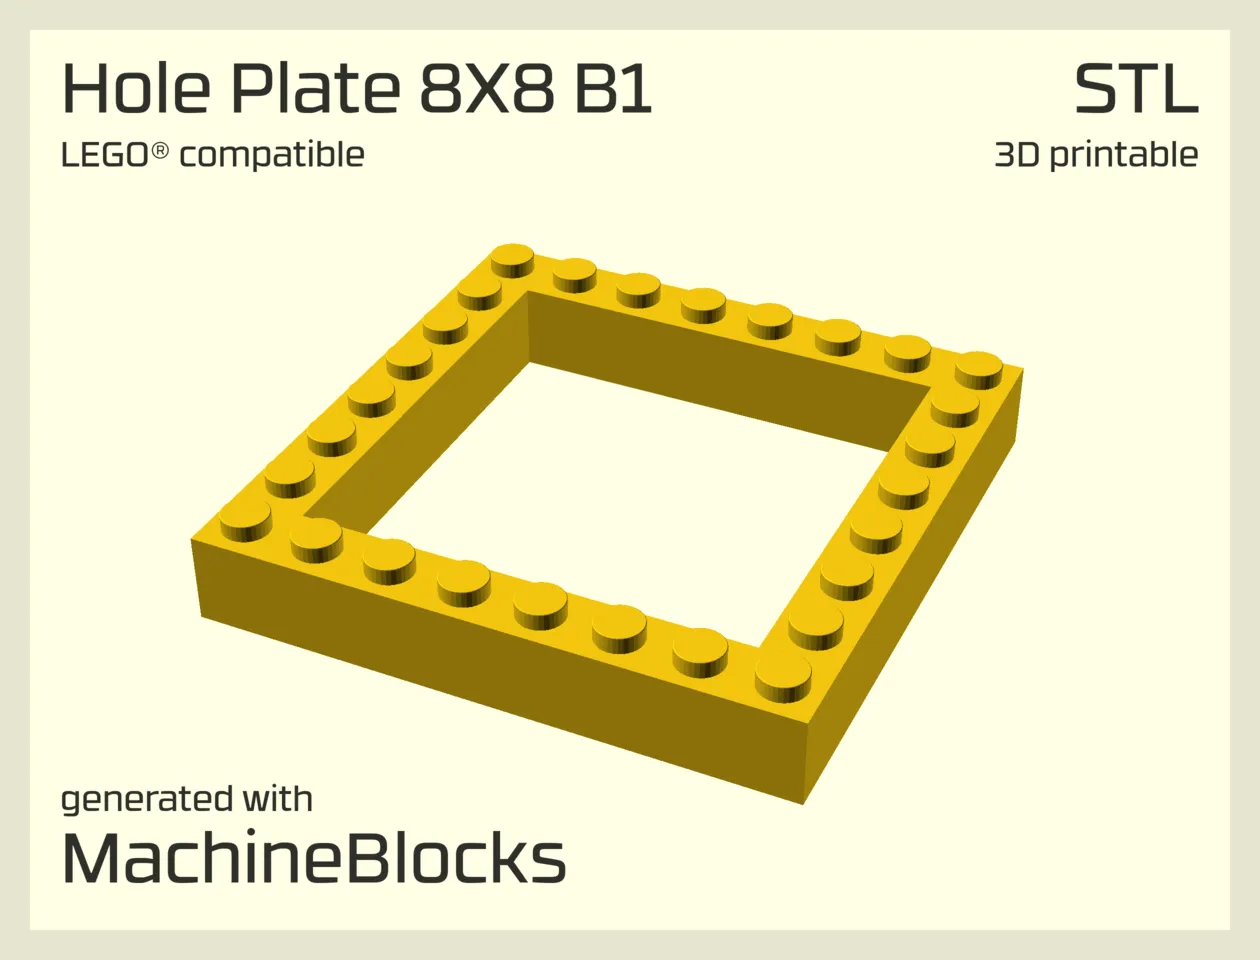 Hole Plate 8X8 B1
STL
LEGO® compatible
3D printable
generated with
MachineBlocks